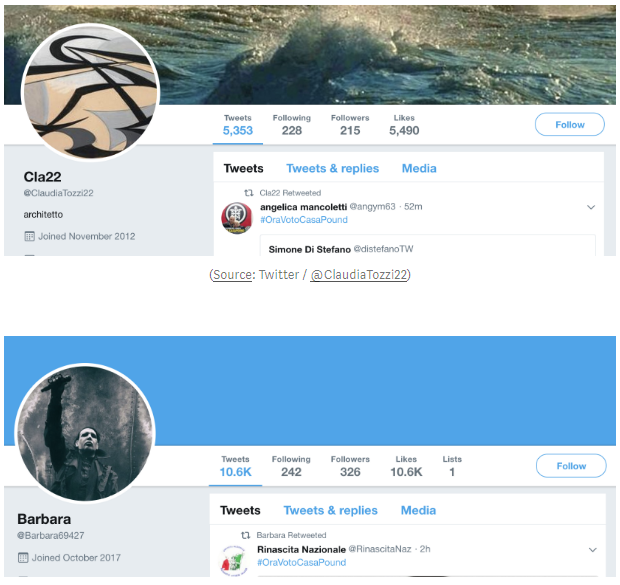 Tweets Following Followers Likes
5,353 228 215 5,490
Follow
Cla22
@ClaudiaTozzi22
architetto
Joined November 2012
Tweets Tweets & replies Media
Cla22 Retweeted
angelica mancoletti @angym63 · 52m
#OraVotoCasaPound
Simone Di Stefano @distefanoTW
(Source: Twitter / @ClaudiaTozzi22)
Tweets Following Followers Likes Lists
10.6K 242 326 10.6K 1
Follow
Barbara
@Barbara69427
Joined October 2017
Tweets Tweets & replies Media
Barbara Retweeted
Rinascita Nazionale @RinascitaNaz · 2h
#OraVotoCasaPound